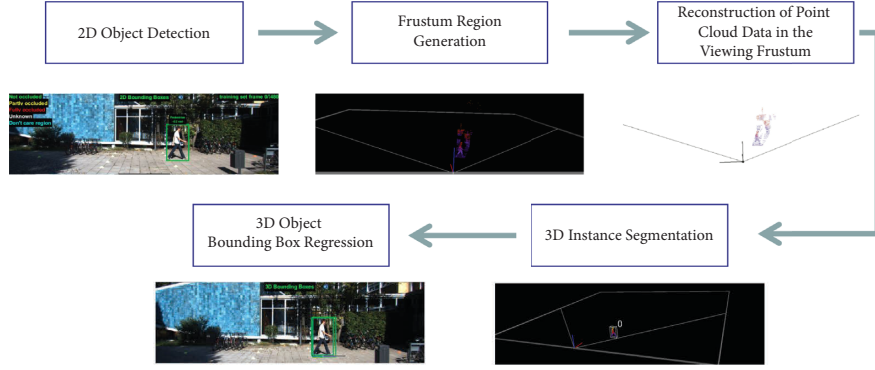 2D Object Detection
Frustum Region
Generation
Reconstruction of Point
Cloud Data in the
Viewing Frustum
Not occluded
Partly occluded
Fully occluded
Unknown
Don't care region
2D Bounding Boxes
training set frame
3D Object
Bounding Box Regression
3D Instance Segmentation
3D Bounding Boxes
0